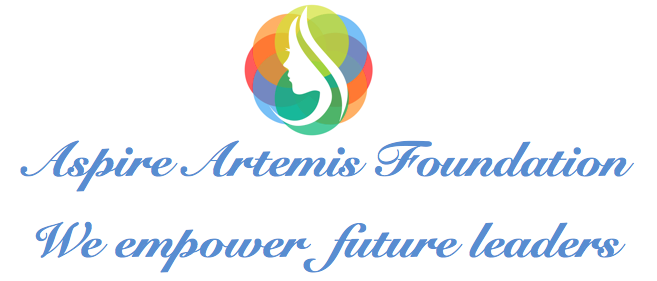 Aspire Artemis Foundation
We empower future leaders